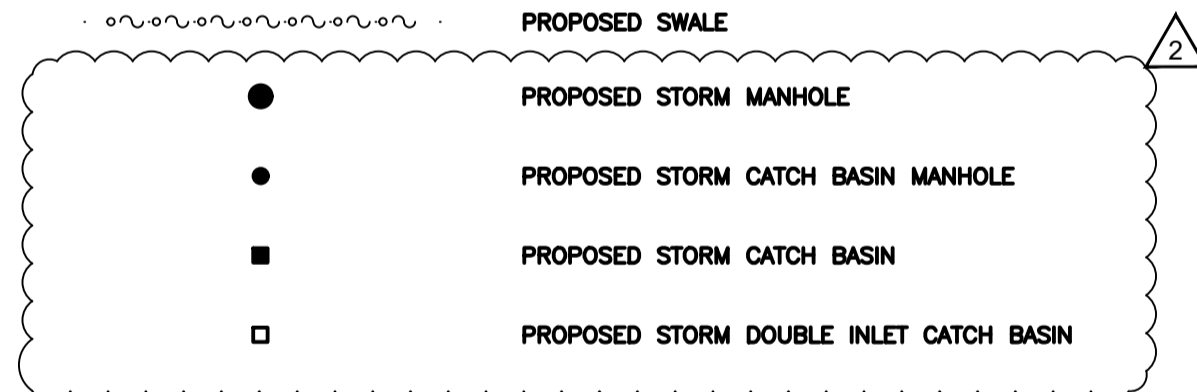 PROPOSED SWALE
2
PROPOSED STORM MANHOLE
PROPOSED STORM CATCH BASIN MANHOLE
PROPOSED STORM CATCH BASIN
PROPOSED STORM DOUBLE INLET CATCH BASIN